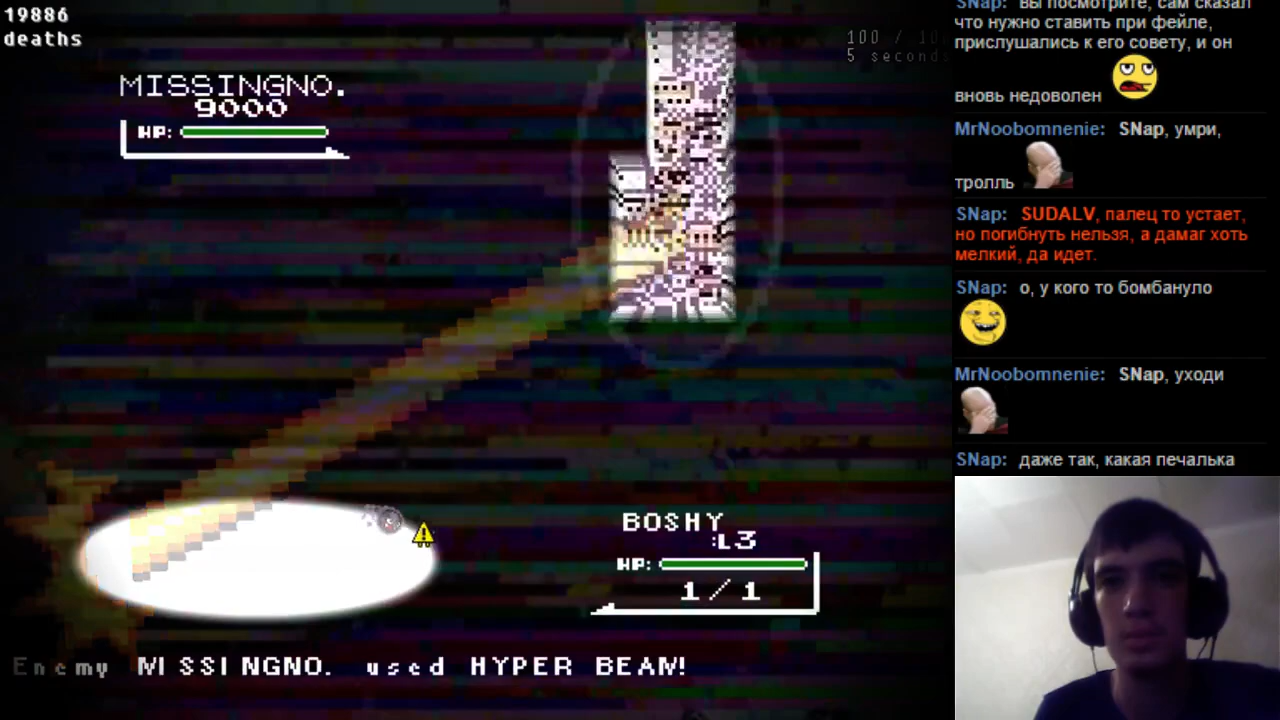 19886
deaths
100 /
5 seconds
MISSINGNO.
9000
HP:
BOSHY
:L3
HP:
1 / 1
Enemy MISSINGNO. used HYPER BEAM!
SNap: вы посмотрите, сам сказал
что нужно ставить при фейле,
прислушались к его совету, и он
вновь недоволен
MrNoobomnenie: SNap, умри,
тролль
SNap: SUDALV, палец то устает,
но погибнуть нельзя, а дамаг хоть
мелкий, да идет.
SNap: о, у кого то бомбануло
MrNoobomnenie: SNap, уходи
SNap: даже так, какая печалька